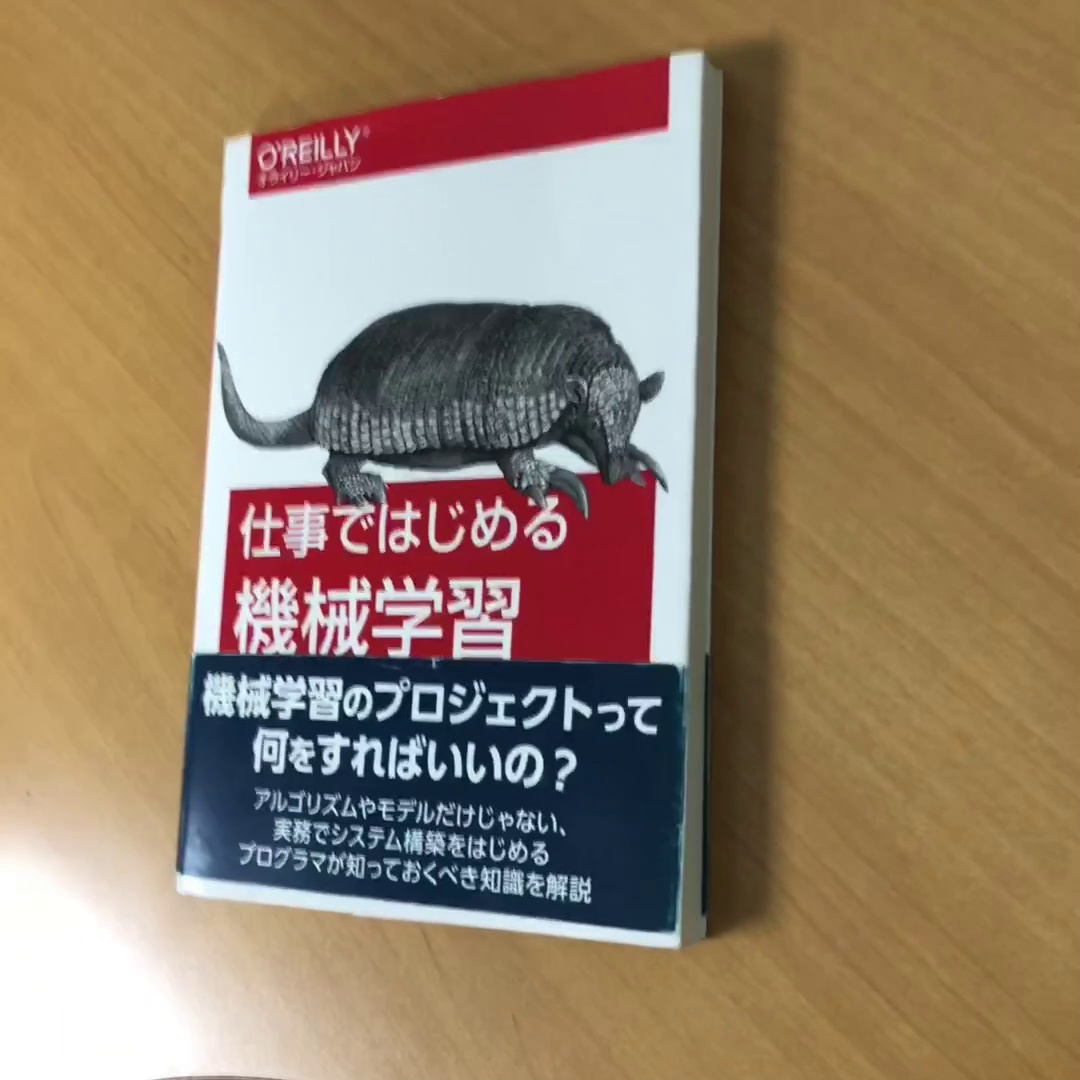 O'REILLY®
オライリー・ジャパン
仕事ではじめる
機械学習
機械学習のプロジェクトって
何をすればいいの？
アルゴリズムやモデルだけじゃない、
実務でシステム構築をはじめる
プログラマが知っておくべき知識を解説